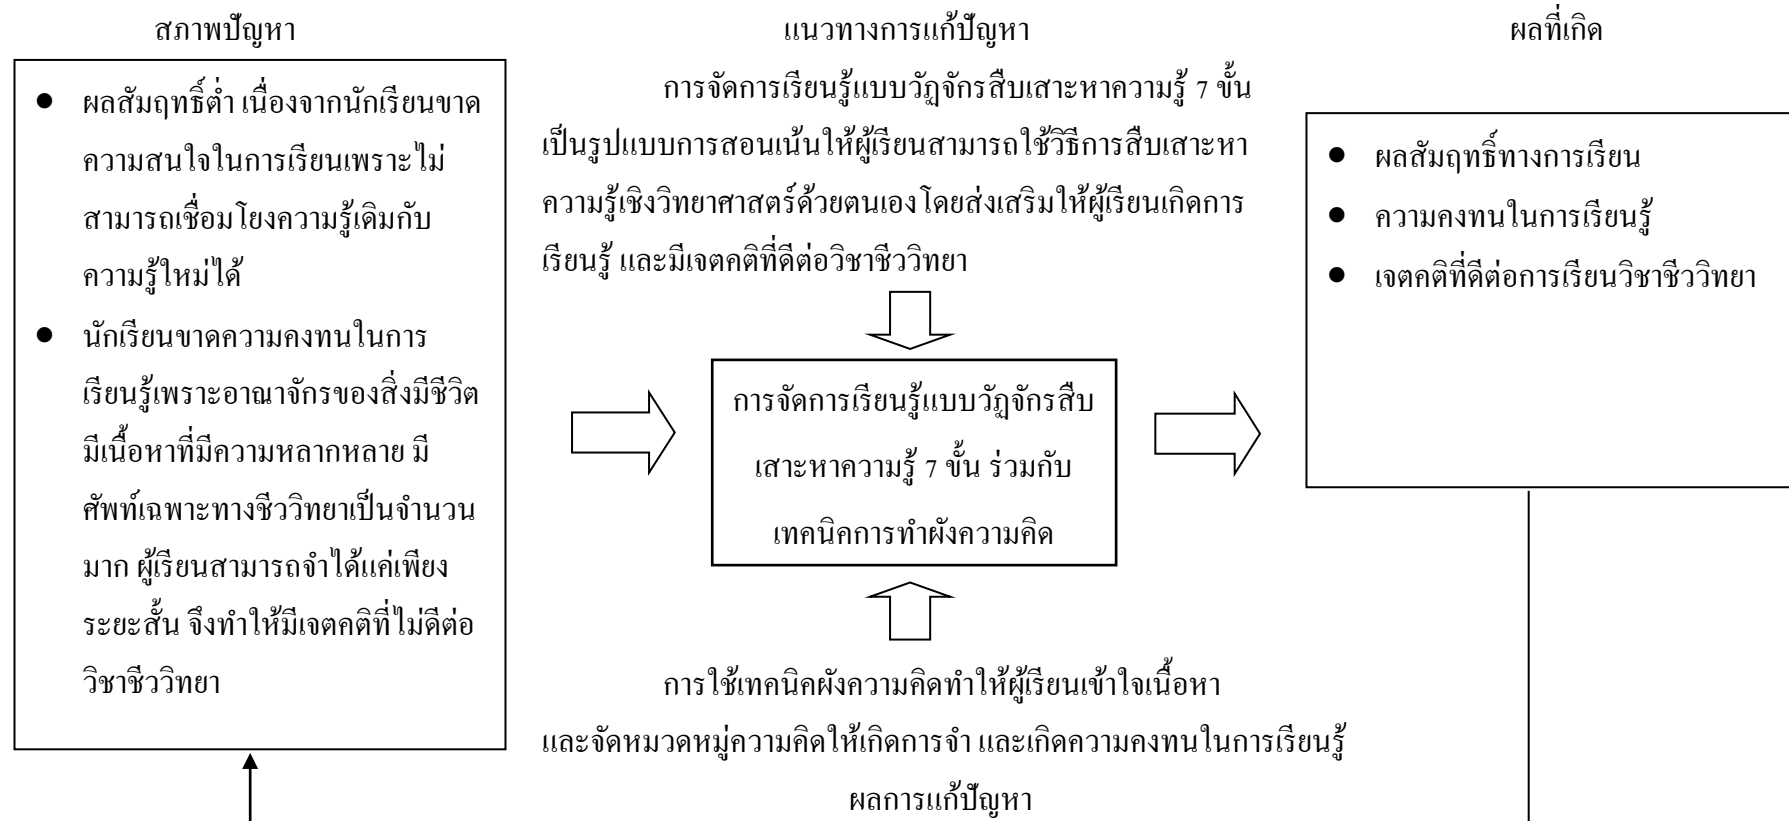 สภาพปัญหา
ผลสัมฤทธิ์ต่ำ เนื่องจากนักเรียนขาด
ความสนใจในการเรียนเพราะไม่
สามารถเชื่อมโยงความรู้เดิมกับ
ความรู้ใหม่ได้
นักเรียนขาดความคงทนในการ
เรียนรู้เพราะอาณาจักรของสิ่งมีชีวิต
มีเนื้อหาที่มีความหลากหลาย มี
ศัพท์เฉพาะทางชีววิทยาเป็นจำนวน
มาก ผู้เรียนสามารถจำได้แค่เพียง
ระยะสั้น จึงทำให้มีเจตคติที่ไม่ดีต่อ
วิชาชีววิทยา
แนวทางการแก้ปัญหา
การจัดการเรียนรู้แบบวัฏจักรสืบเสาะหาความรู้ 7 ขั้น
เป็นรูปแบบการสอนเน้นให้ผู้เรียนสามารถใช้วิธีการสืบเสาะหา
ความรู้เชิงวิทยาศาสตร์ด้วยตนเองโดยส่งเสริมให้ผู้เรียนเกิดการ
เรียนรู้ และมีเจตคติที่ดีต่อวิชาชีววิทยา
การจัดการเรียนรู้แบบวัฏจักรสืบ
เสาะหาความรู้ 7 ขั้น ร่วมกับ
เทคนิคการทำผังความคิด
การใช้เทคนิคผังความคิดทำให้ผู้เรียนเข้าใจเนื้อหา
และจัดหมวดหมู่ความคิดให้เกิดการจำ และเกิดความคงทนในการเรียนรู้
ผลการแก้ปัญหา
ผลที่เกิด
ผลสัมฤทธิ์ทางการเรียน
ความคงทนในการเรียนรู้
เจตคติที่ดีต่อการเรียนวิชาชีววิทยา